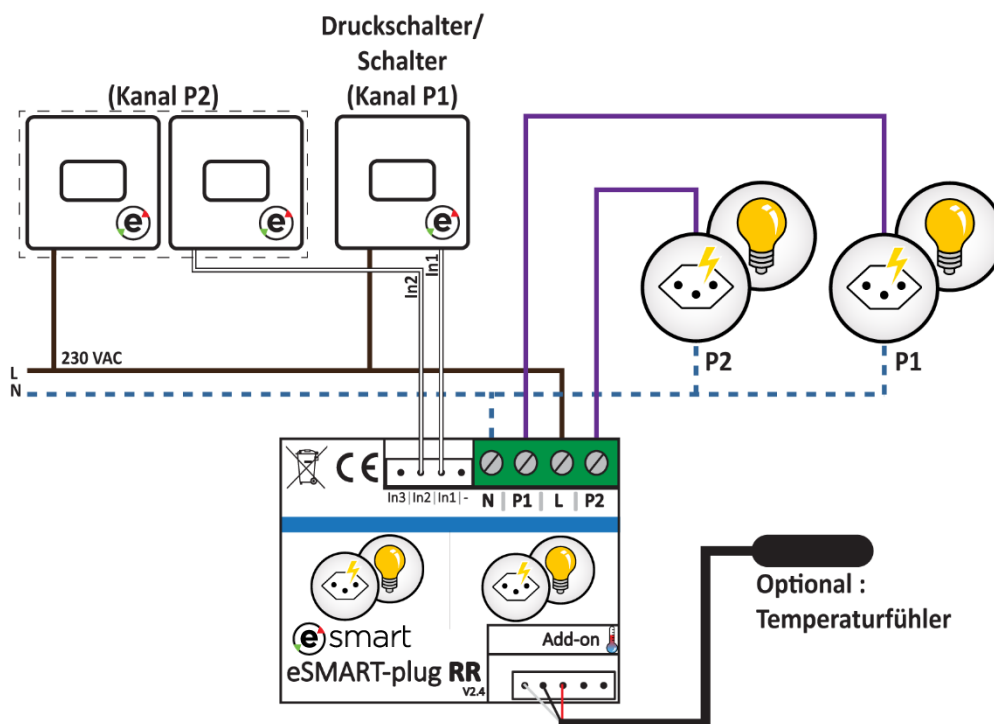 Druckschalter/
Schalter
(Kanal P2)
(Kanal P1)
e
e
e
In2
In1
230 VAC
L
N
P2
P1
CE
In3 | In2 | In1 | -
N | P1 | L | P2
e smart
eSMART-plug RR
V2.4
Add-on
Optional :
Temperaturfühler